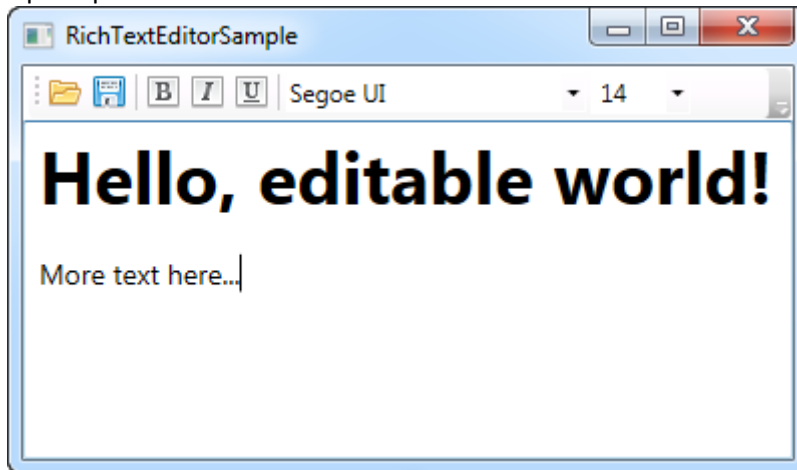 RichTextEditorSample
B I U Segoe UI 14
Hello, editable world!
More text here...